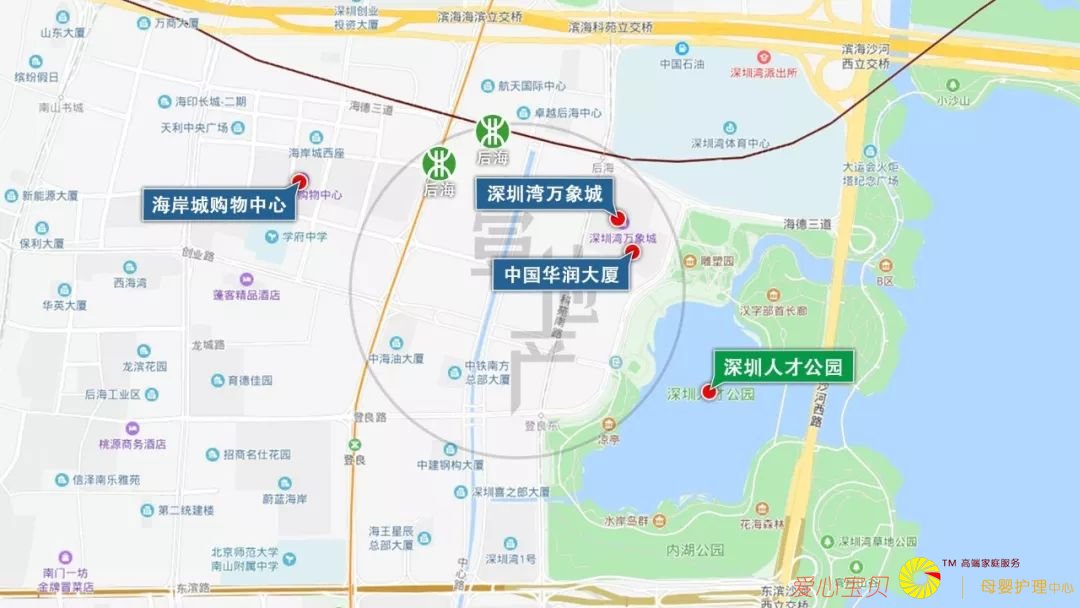 山东大厦
万商大厦
深圳创业
投资大厦
滨海海滨立交桥
滨海科苑立交桥
滨海沙河
西立交桥
中国石油
深圳湾派出所
缤纷假日
南山书城
海印长城-二期
海德三道
航天国际中心
卓越后海中心
小沙山
天利中央广场
海岸城西座
后海
后海
后海
深圳湾体育中心
大运会火炬
塔纪念广场
新能源大厦
海岸城购物中心
购物中心
深圳湾万象城
深圳湾万象城
海德三道
保利大厦
学府中学
创业路
中国华润大厦
雕塑园
B区
西海湾
蓬客精品酒店
华英大厦
富地
产
科苑南路
汉字部首长廊
龙城路
龙滨花园
中海油大厦
中铁南方
总部大厦
深圳人才公园
深圳人才公园
育德佳园
后海工业区
沙河西路
登良路
登良东
凉亭
桃源商务酒店
招商名仕花园
登良
中建钢构大厦
信泽南乐雅苑
蔚蓝海岸
深圳喜之郎大厦
第二统建楼
水岸岛群
花海森林
海王星辰
总部大厦
深圳湾1号
内湖公园
深圳湾草地公园
北京师范大学
南山附属中学
南门一坊
金牌冒菜店
东滨路
中心路
东滨沙
西立交桥
爱心宝贝
TM 高端家庭服务
母婴护理中心